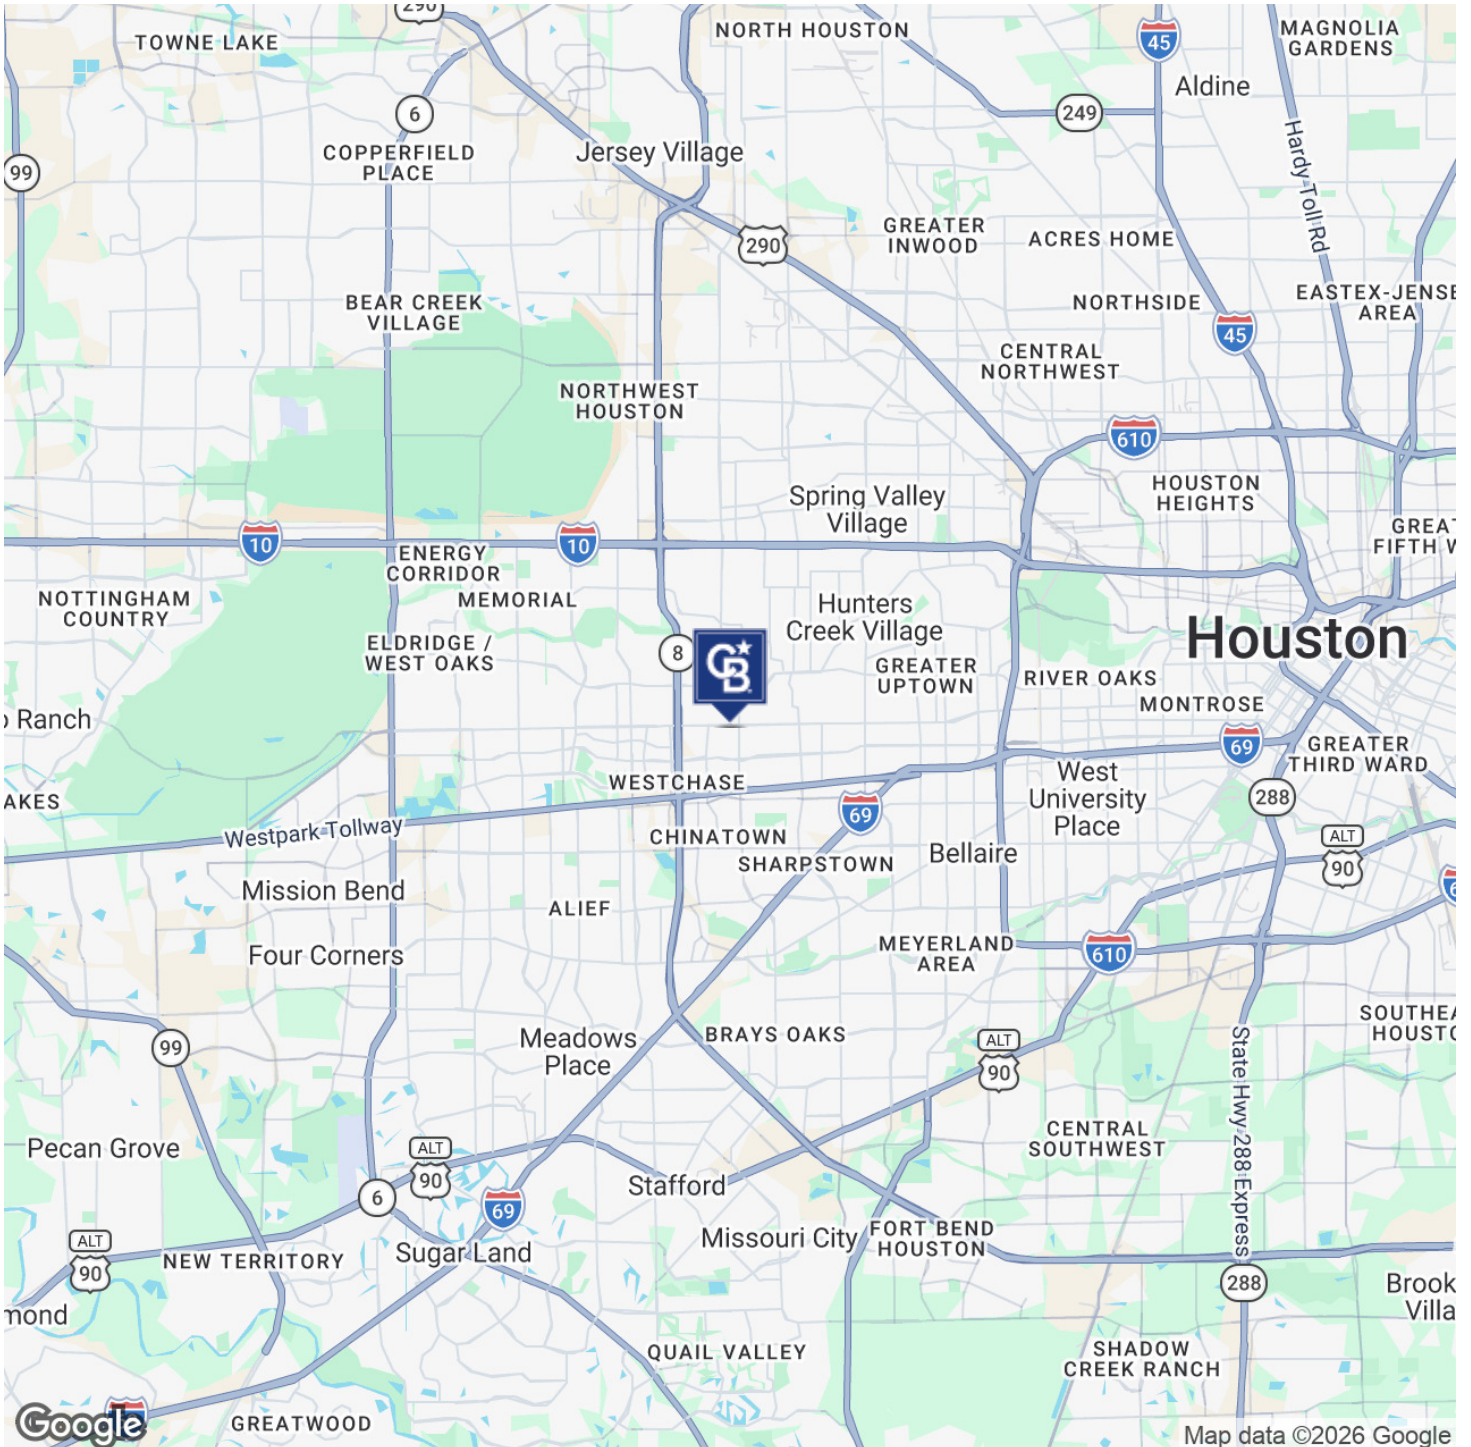 290
TOWNE LAKE
NORTH HOUSTON
45
MAGNOLIA
GARDENS
Aldine
6
249
Hardy Toll Rd
COPPERFIELD
PLACE
Jersey Village
99
GREATER
INWOOD
ACRES HOME
290
BEAR CREEK
VILLAGE
NORTHSIDE
EASTEX-JENSE
AREA
45
CENTRAL
NORTHWEST
NORTHWEST
HOUSTON
610
HOUSTON
HEIGHTS
Spring Valley
Village
GREAT
FIFTH W
10
10
ENERGY
CORRIDOR
NOTTINGHAM
COUNTRY
MEMORIAL
Hunters
Creek Village
Houston
ELDRIDGE /
WEST OAKS
8
CB
GREATER
UPTOWN
RIVER OAKS
MONTROSE
Ranch
69
GREATER
THIRD WARD
WESTCHASE
West
University
Place
288
AKES
69
Westpark Tollway
CHINATOWN
SHARPSTOWN
Bellaire
ALT
90
Mission Bend
6
ALIEF
Four Corners
MEYERLAND
AREA
610
SOUTHEA
HOUSTO
99
Meadows
Place
BRAYS OAKS
ALT
90
State Hwy 288 Express
CENTRAL
SOUTHWEST
Pecan Grove
ALT
90
6
Stafford
69
Missouri City
FORT BEND
HOUSTON
ALT
90
NEW TERRITORY
Sugar Land
288
Brook
Villa
mond
QUAIL VALLEY
SHADOW
CREEK RANCH
GREATWOOD
Google
Map data ©2026 Google